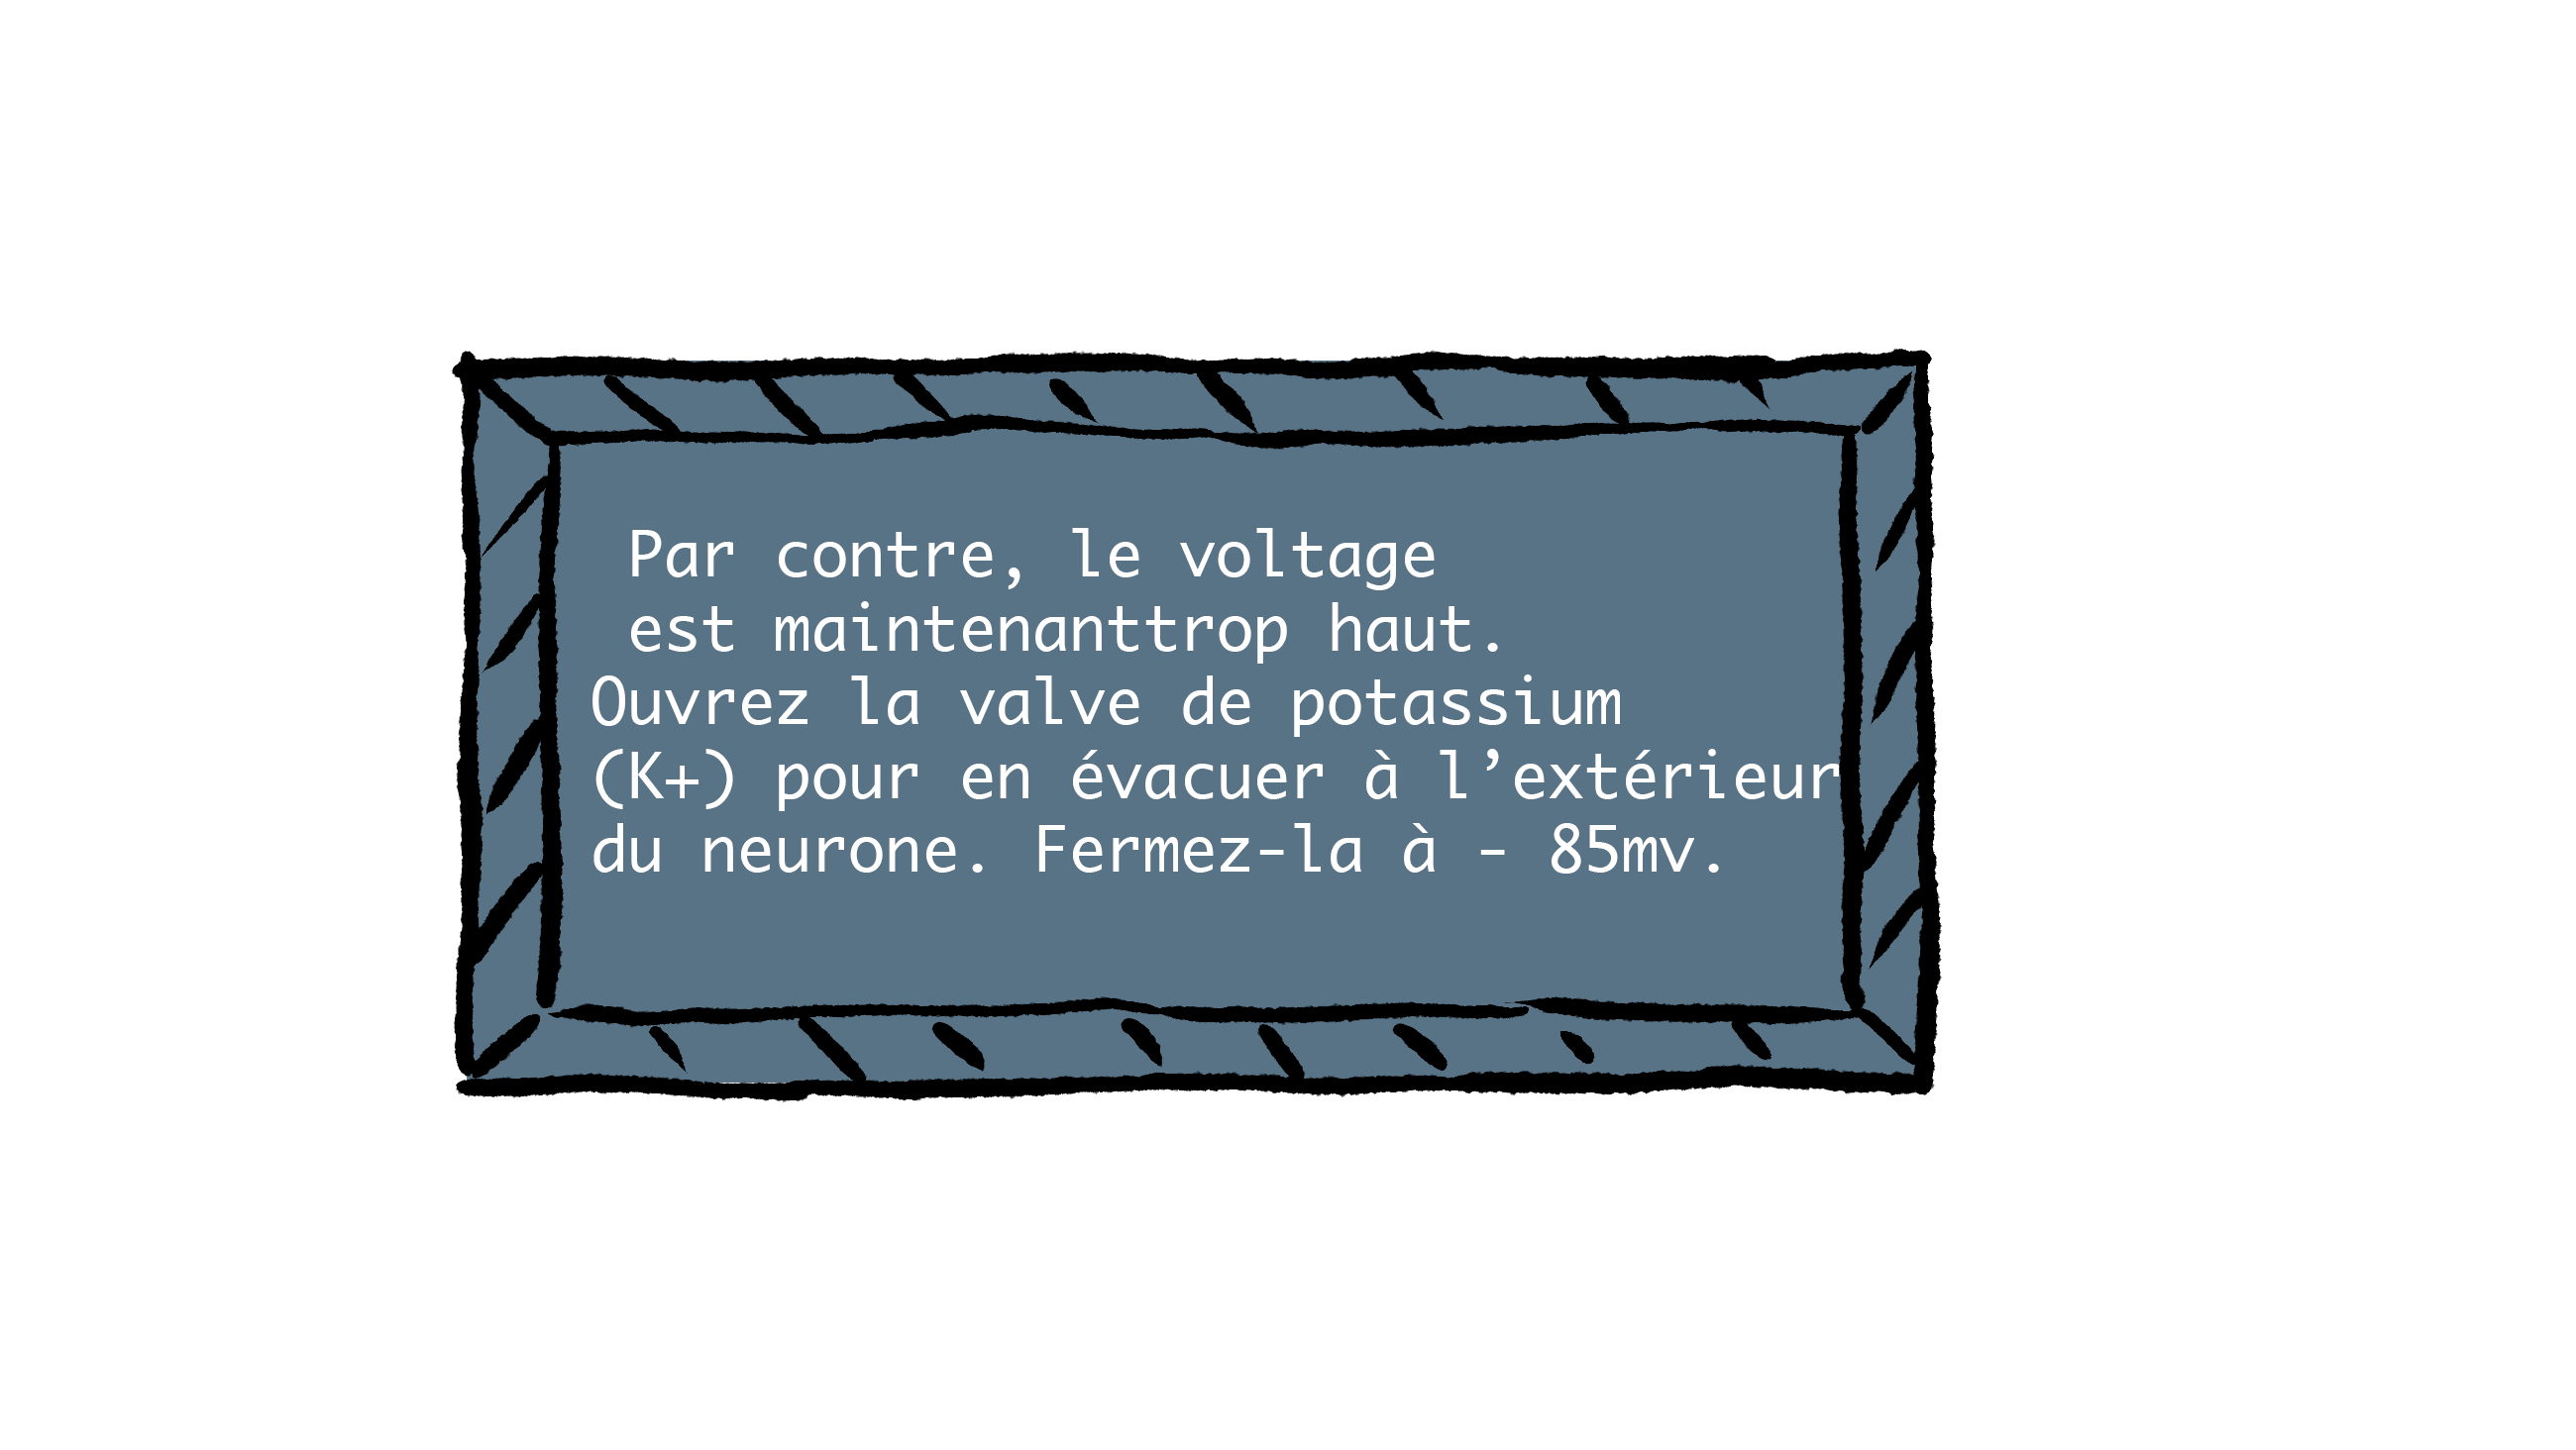 Par contre, le voltage
est maintenanttrop haut.
Ouvrez la valve de potassium
(K+) pour en évacuer à l’extérieur
du neurone. Fermez-la à - 85mv.